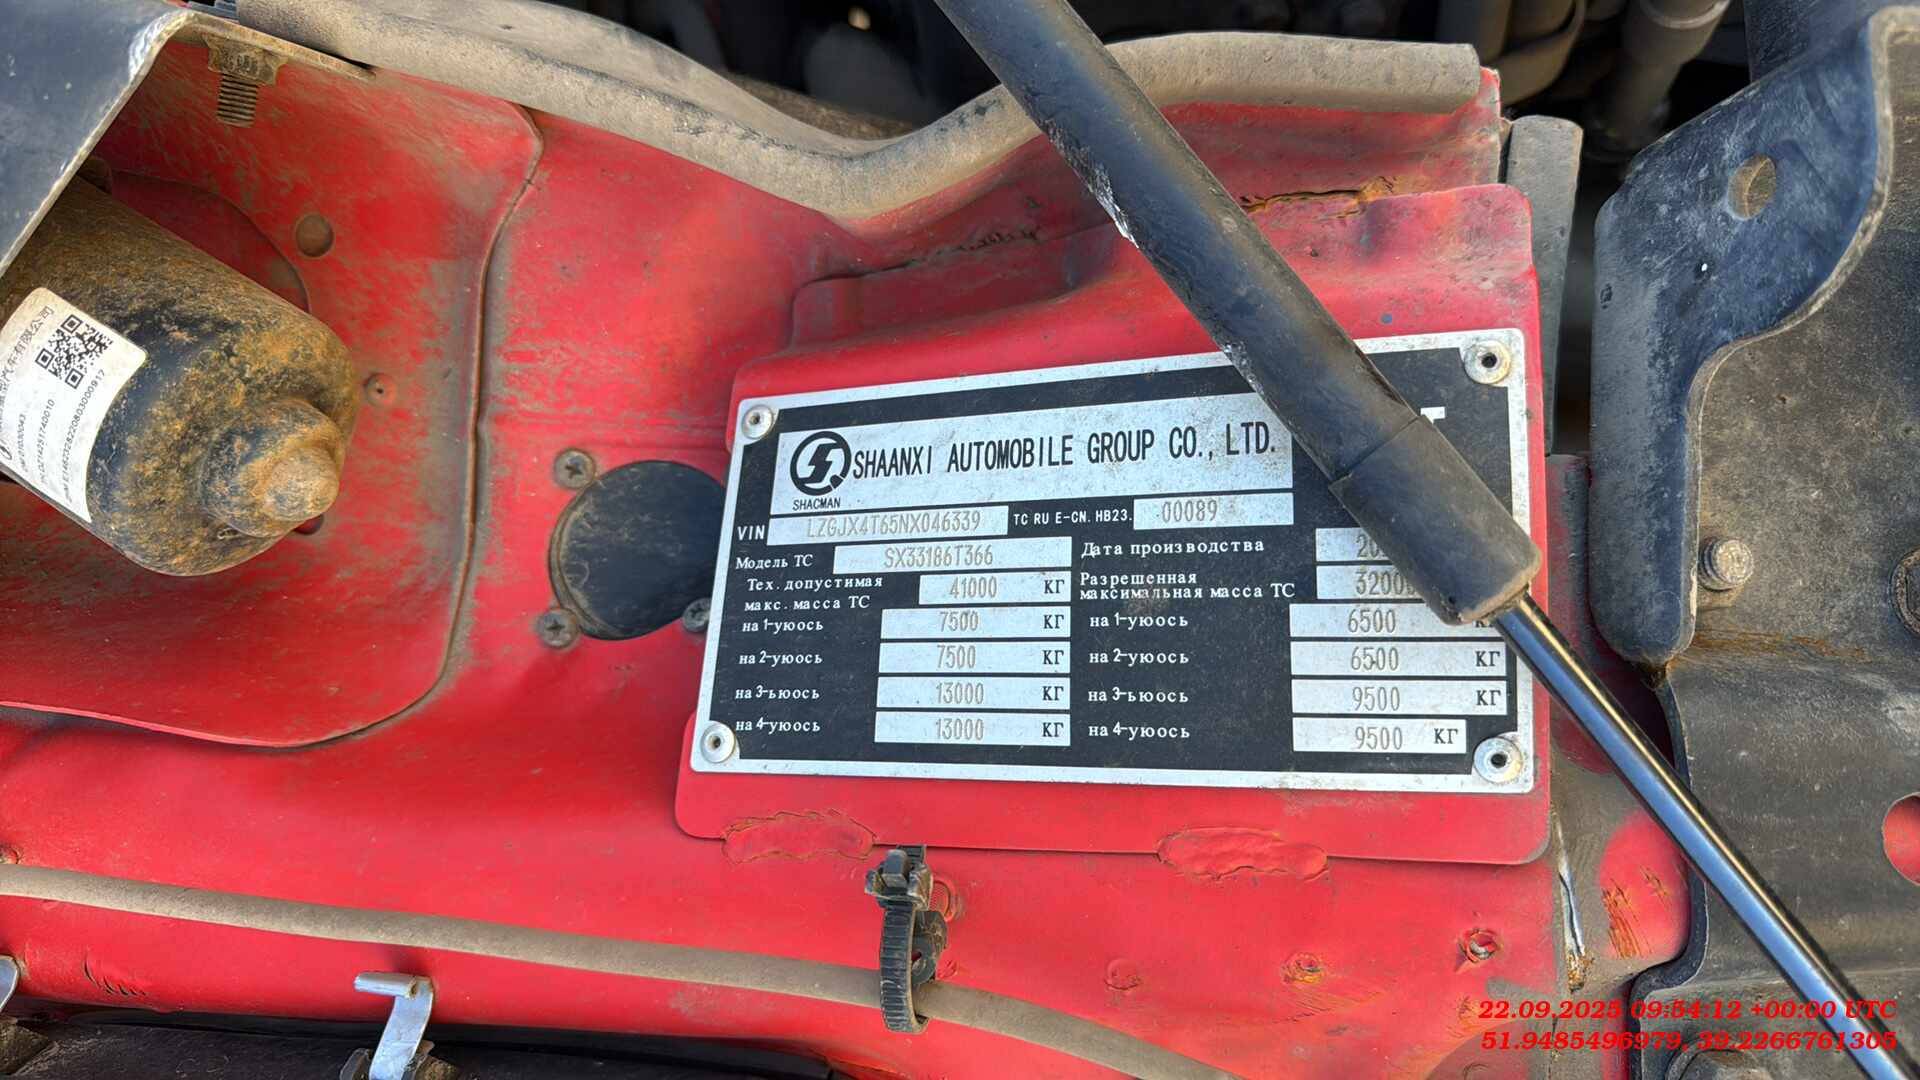 SHAANXI AUTOMOBILE GROUP CO., LTD.
SHACMAN
VIN LZGJX4T65NX046339 TC RU E-CN.HB23. 00089
Модель ТС SX33186T366 Дата производства
Тех. допустимая макс. масса ТС 41000 КГ Разрешенная максимальная масса ТС
на 1-уюось 7500 КГ на 1-уюось 6500
на 2-уюось 7500 КГ на 2-уюось 6500 КГ
на 3-ьюось 13000 КГ на 3-ьюось 9500 КГ
на 4-уюось 13000 КГ на 4-уюось 9500 КГ
22.09.2025 09:54:12 +00:00 UTC
51.9485496979, 39.2266761305